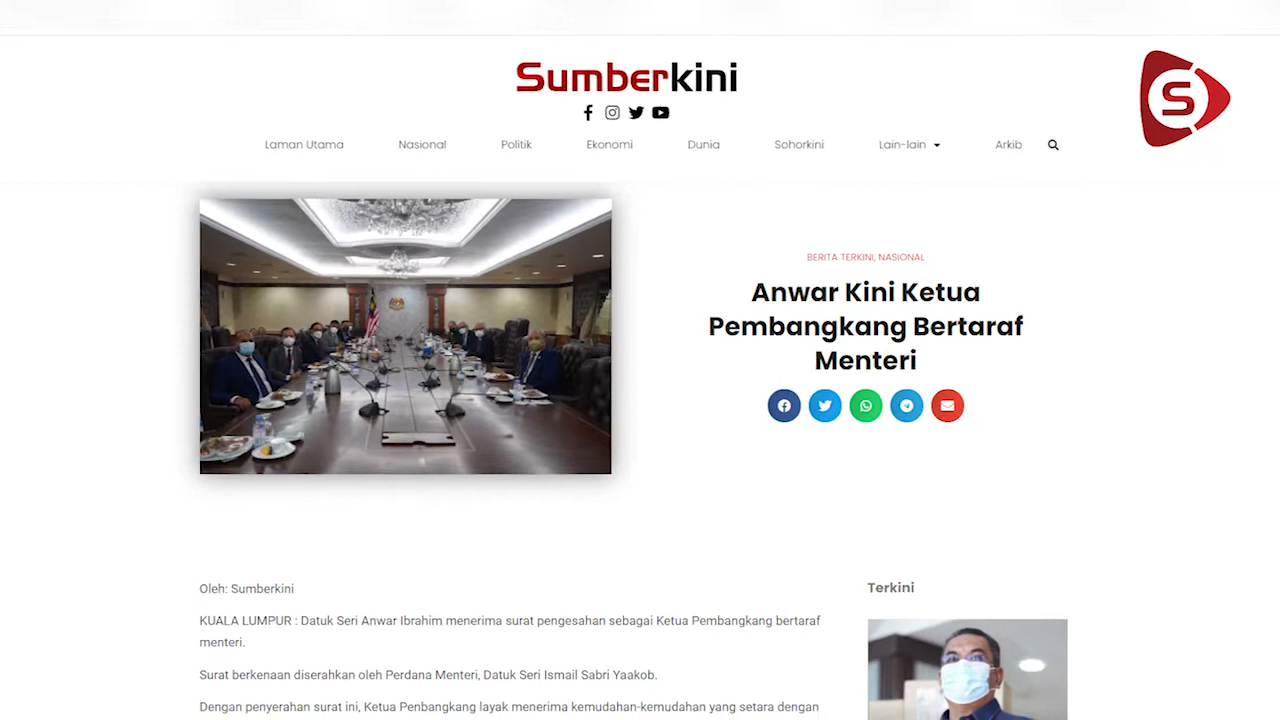 Sumberkini
Laman Utama Nasional Politik Ekonomi Dunia Sohorkini Lain-lain Arkib
S
BERITA TERKINI, NASIONAL
Anwar Kini Ketua
Pembangkang Bertaraf
Menteri
Oleh: Sumberkini
KUALA LUMPUR : Datuk Seri Anwar Ibrahim menerima surat pengesahan sebagai Ketua Pembangkang bertaraf
menteri.
Surat berkenaan diserahkan oleh Perdana Menteri, Datuk Seri Ismail Sabri Yaakob.
Dengan penyerahan surat ini, Ketua Penbangkang layak menerima kemudahan-kemudahan yang setara dengan
Terkini